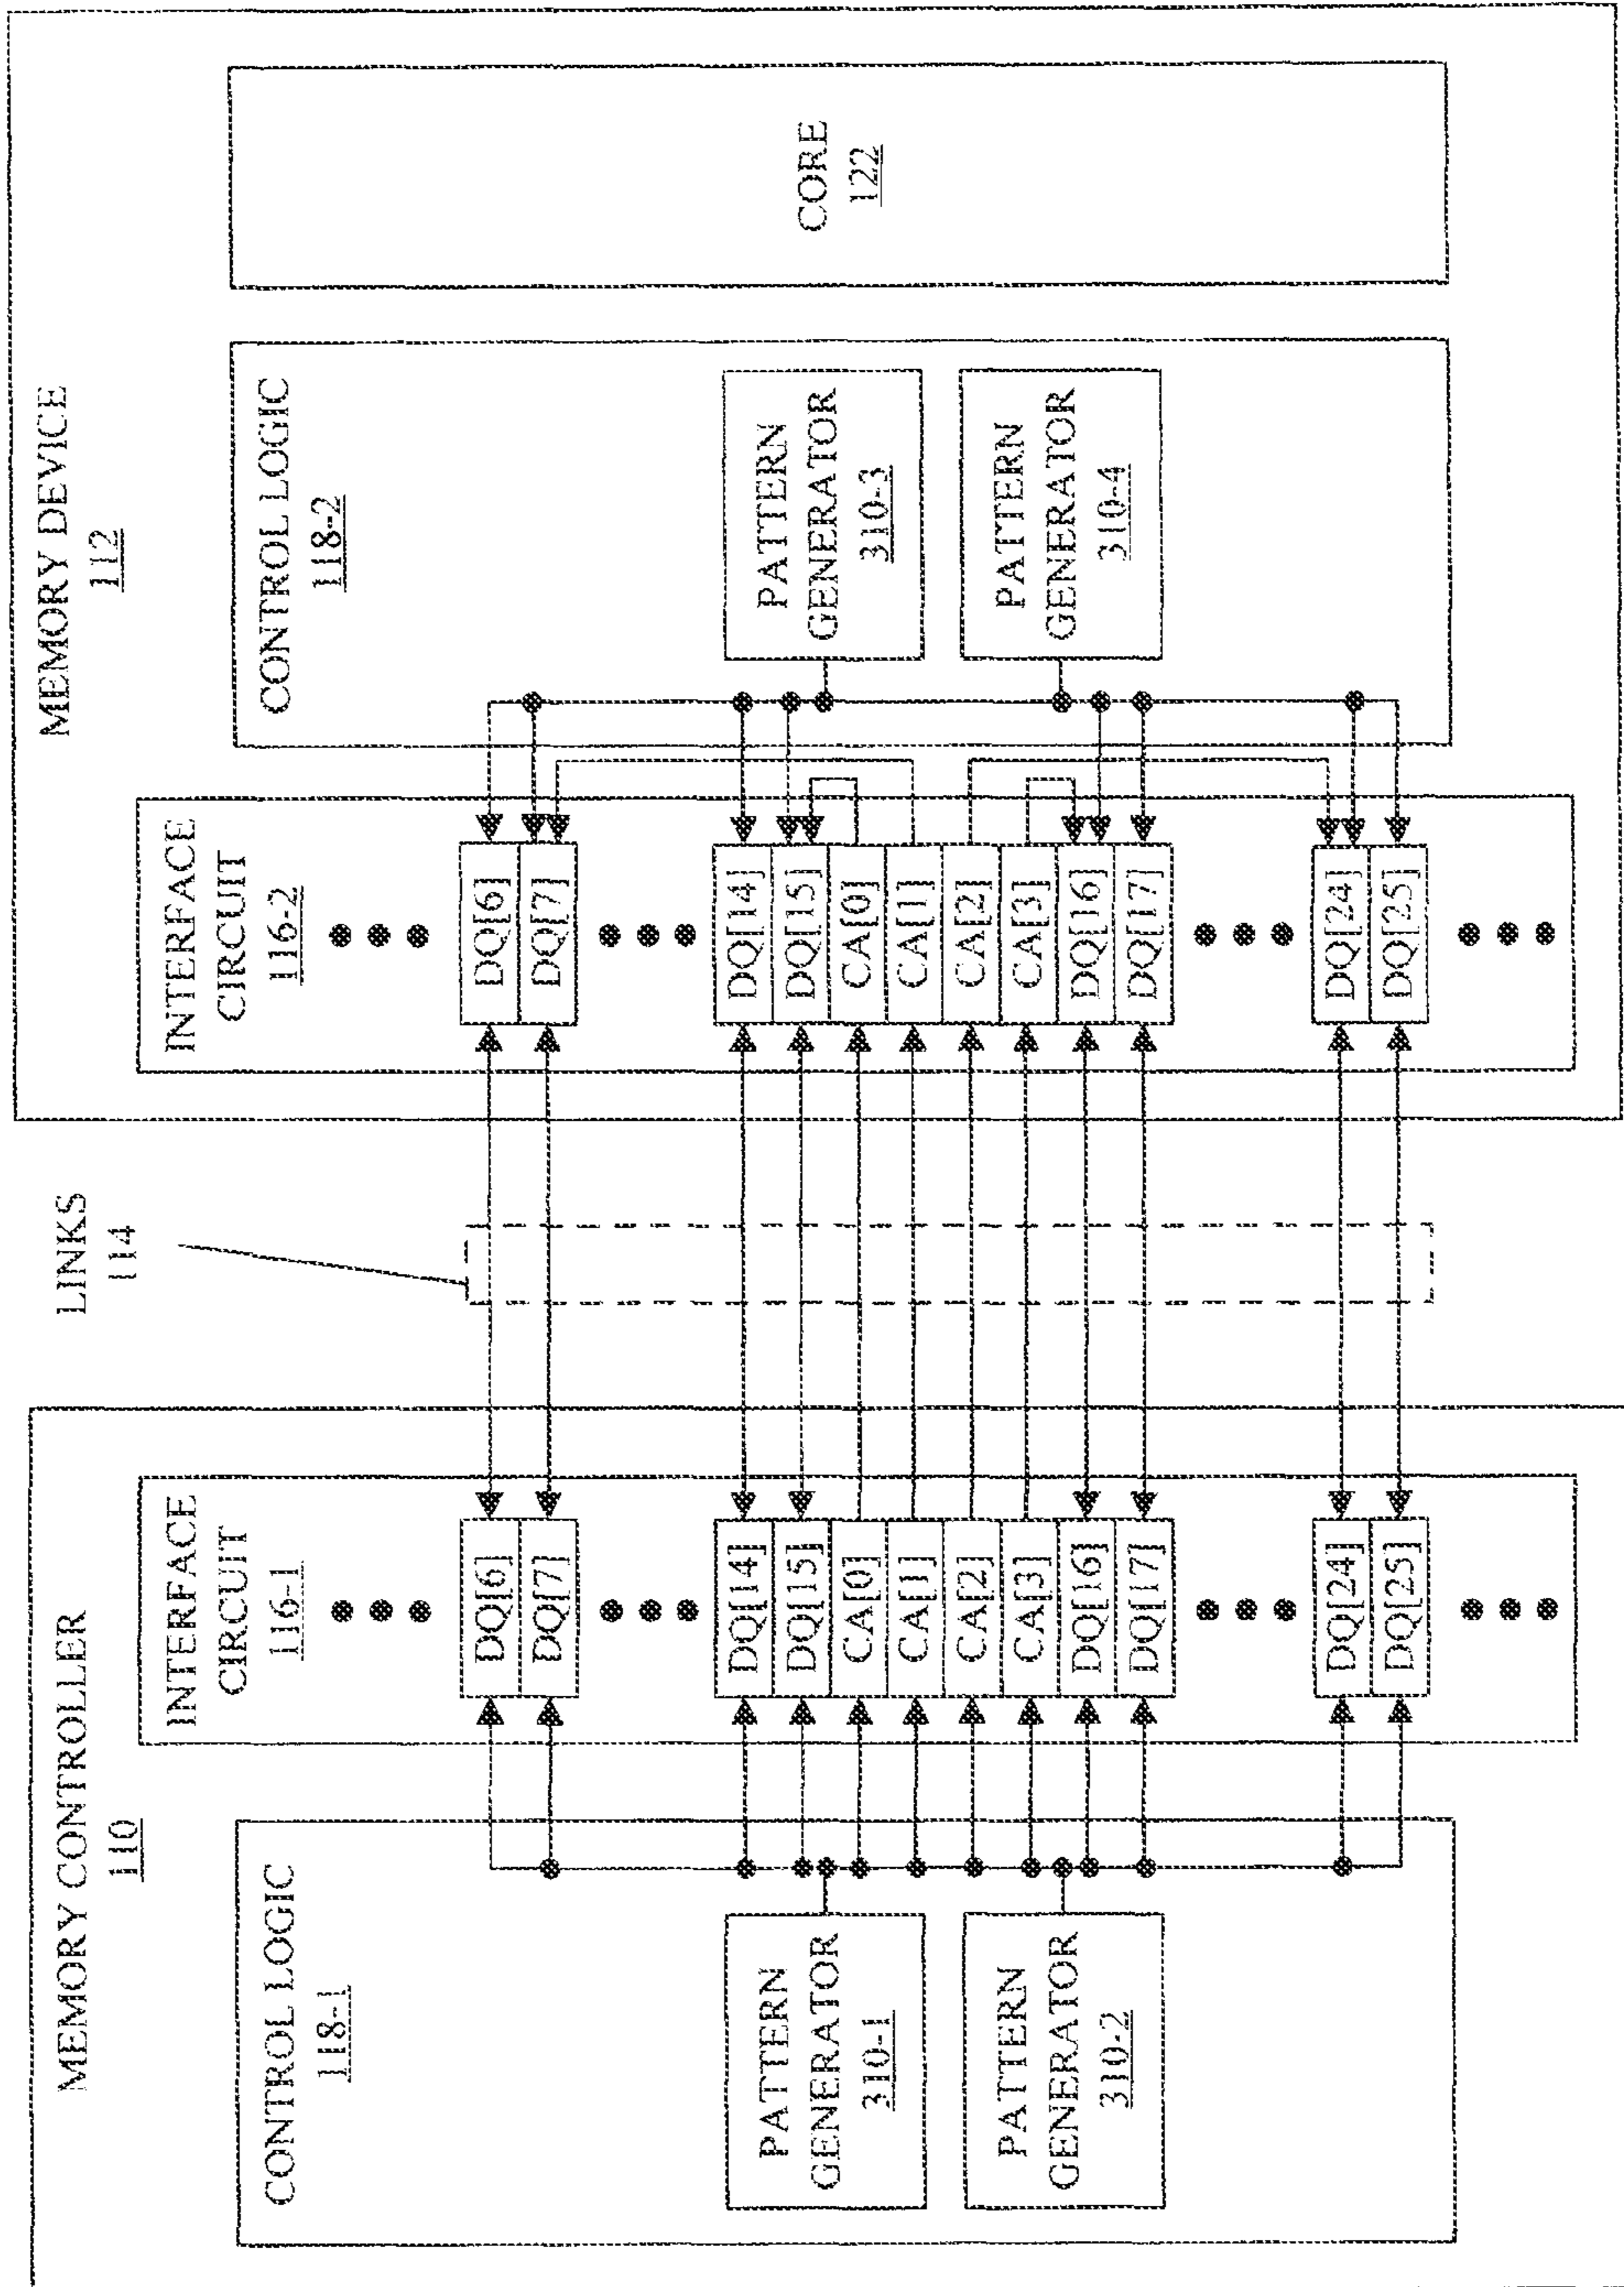 MEMORY CONTROLLER
110
CONTROL LOGIC
118-1
PATTERN
GENERATOR
310-1
PATTERN
GENERATOR
310-2
INTERFACE
CIRCUIT
116-1
DQ[6]
DQ[7]
DQ[14]
DQ[15]
CA[0]
CA[1]
CA[2]
CA[3]
DQ[16]
DQ[17]
DQ[24]
DQ[25]
LINKS
114
MEMORY DEVICE
112
INTERFACE
CIRCUIT
116-2
DQ[6]
DQ[7]
DQ[14]
DQ[15]
CA[0]
CA[1]
CA[2]
CA[3]
DQ[16]
DQ[17]
DQ[24]
DQ[25]
CONTROL LOGIC
118-2
PATTERN
GENERATOR
310-3
PATTERN
GENERATOR
310-4
CORE
122